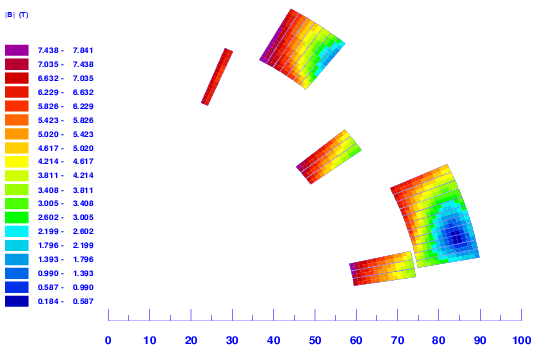 |B| (T)
7.438 - 7.841
7.035 - 7.438
6.632 - 7.035
6.229 - 6.632
5.826 - 6.229
5.423 - 5.826
5.020 - 5.423
4.617 - 5.020
4.214 - 4.617
3.811 - 4.214
3.408 - 3.811
3.005 - 3.408
2.602 - 3.005
2.199 - 2.602
1.796 - 2.199
1.393 - 1.796
0.990 - 1.393
0.587 - 0.990
0.184 - 0.587
0 10 20 30 40 50 60 70 80 90 100